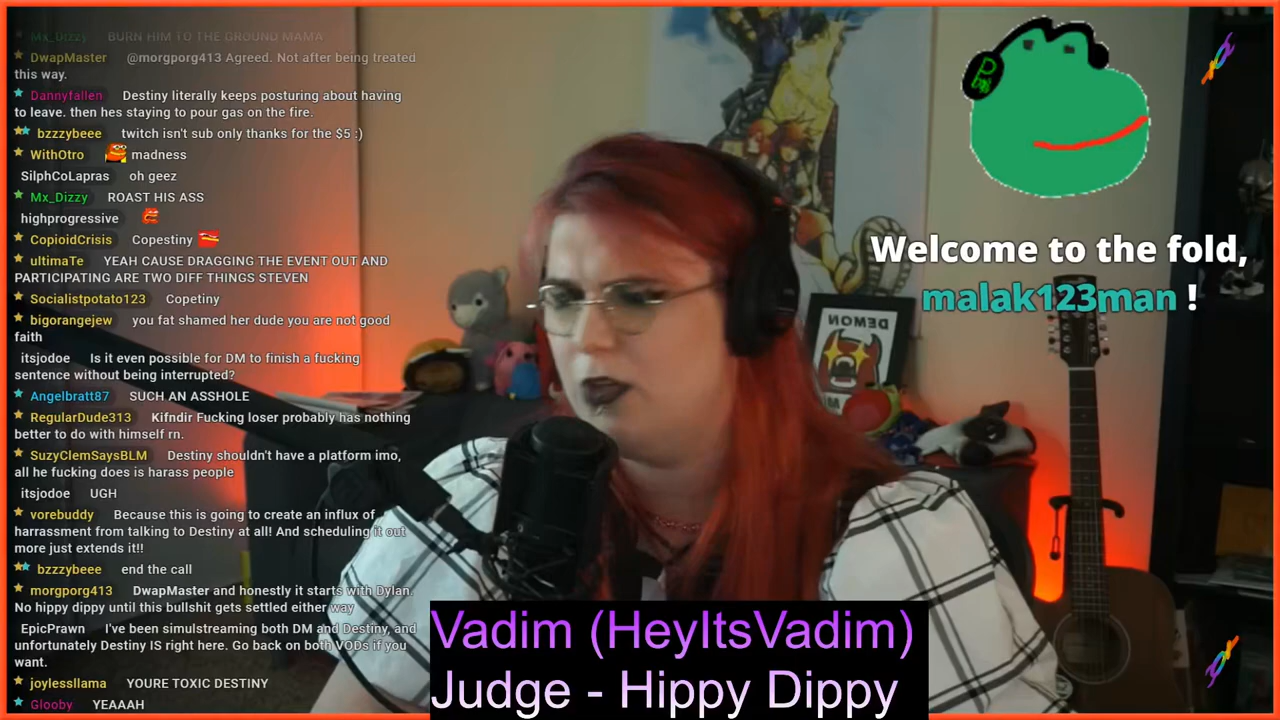 Mx_Dizzy BURN HIM TO THE GROUND MAMA
DwapMaster @morgporg413 Agreed. Not after being treated
this way.
Dannyfallen Destiny literally keeps posturing about having
to leave. then hes staying to pour gas on the fire.
bzzzybeee twitch isn't sub only thanks for the $5 :)
WithOtro madness
SilphCoLapras oh geez
Mx_Dizzy ROAST HIS ASS
highprogressive
CopioidCrisis Copestiny
ultimaTe YEAH CAUSE DRAGGING THE EVENT OUT AND
PARTICIPATING ARE TWO DIFF THINGS STEVEN
Socialistpotato123 Copetiny
bigorangejew you fat shamed her dude you are not good
faith
itsjodoe Is it even possible for DM to finish a fucking
sentence without being interrupted?
Angelbratt87 SUCH AN ASSHOLE
RegularDude313 Kifndir Fucking loser probably has nothing
better to do with himself rn.
SuzyClemSaysBLM Destiny shouldn't have a platform imo,
all he fucking does is harass people
itsjodoe UGH
vorebuddy Because this is going to create an influx of
harrassment from talking to Destiny at all! And scheduling it out
more just extends it!!
bzzzybeee end the call
morgporg413 DwapMaster and honestly it starts with Dylan.
No hippy dippy until this bullshit gets settled either way
EpicPrawn I've been simulstreaming both DM and Destiny, and
unfortunately Destiny IS right here. Go back on both VODs if you
want.
joylessllama YOURE TOXIC DESTINY
Glooby YEAAAH
Welcome to the fold,
malak123man !
DEMON
MAMA
Vadim (HeyItsVadim)
Judge - Hippy Dippy